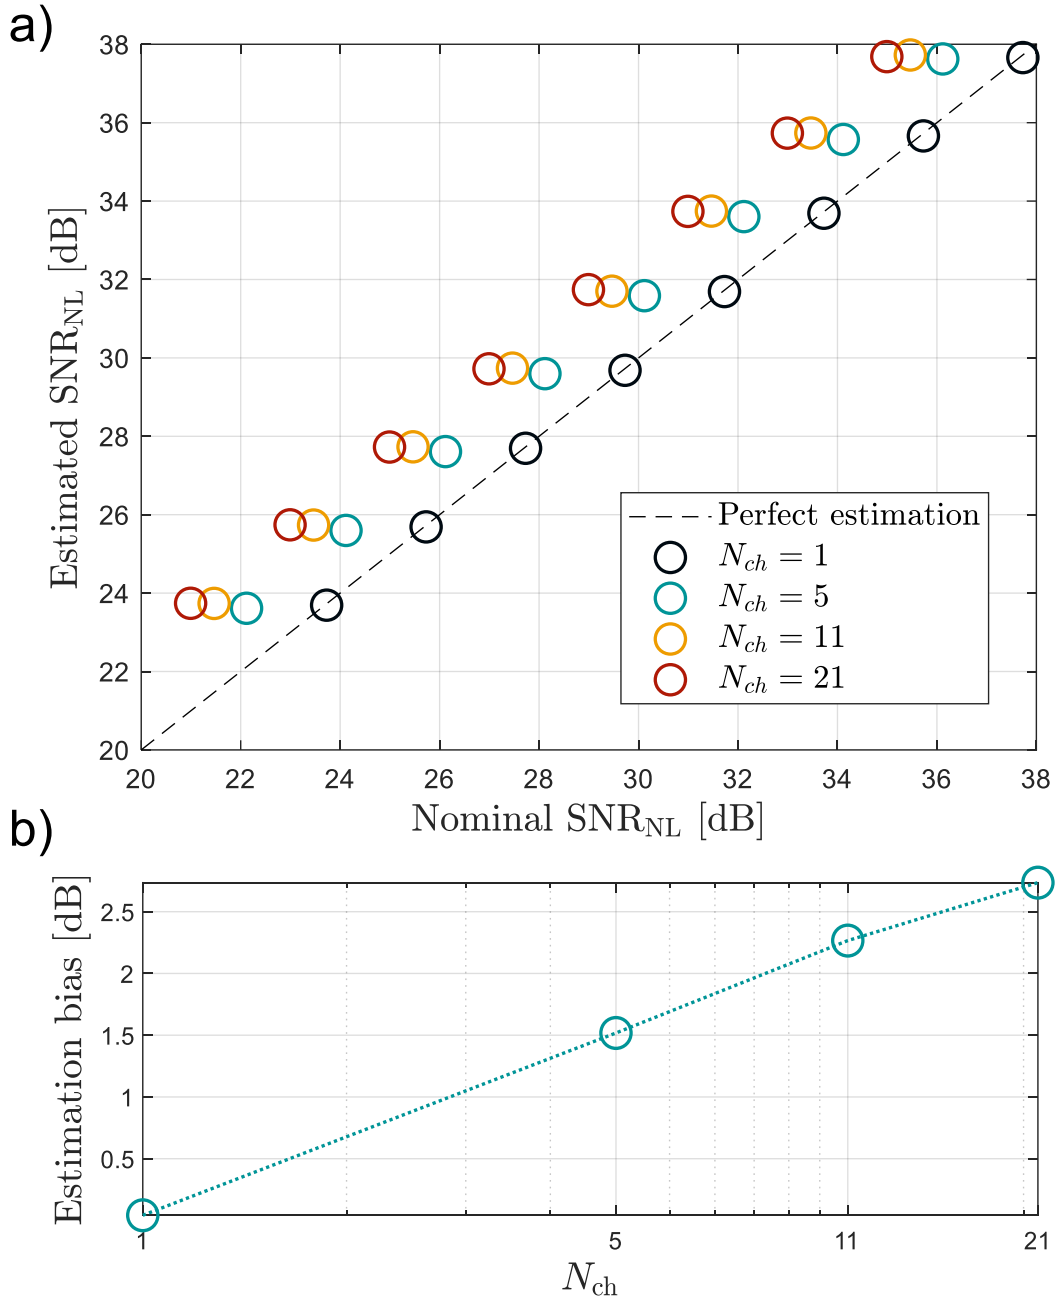 a)
Estimated SNR_NL [dB]
38
36
34
32
30
28
26
24
22
20
Perfect estimation
N_ch = 1
N_ch = 5
N_ch = 11
N_ch = 21
20 22 24 26 28 30 32 34 36 38
Nominal SNR_NL [dB]
b)
Estimation bias [dB]
2.5
2
1.5
1
0.5
1 5 11 21
N_ch